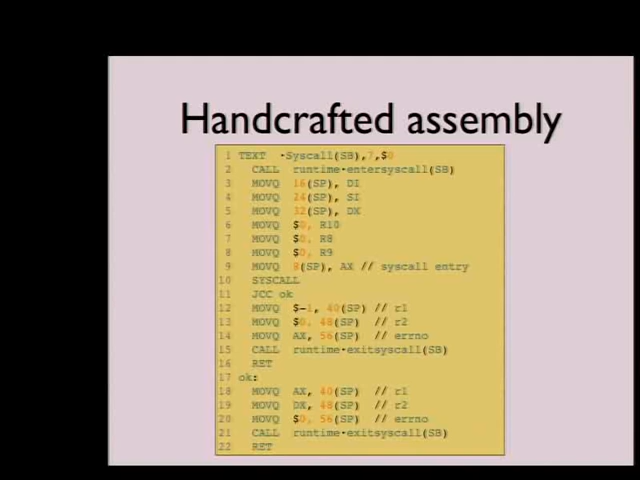 Handcrafted assembly
1 TEXT ·Syscall(SB),7,$0
2 CALL runtime·entersyscall(SB)
3 MOVQ 16(SP), DI
4 MOVQ 24(SP), SI
5 MOVQ 32(SP), DX
6 MOVQ $0, R10
7 MOVQ $0, R8
8 MOVQ $0, R9
9 MOVQ 8(SP), AX // syscall entry
10 SYSCALL
11 JCC ok
12 MOVQ $-1, 40(SP) // r1
13 MOVQ $0, 48(SP) // r2
14 MOVQ AX, 56(SP) // errno
15 CALL runtime·exitsyscall(SB)
16 RET
17 ok:
18 MOVQ AX, 40(SP) // r1
19 MOVQ DX, 48(SP) // r2
20 MOVQ $0, 56(SP) // errno
21 CALL runtime·exitsyscall(SB)
22 RET